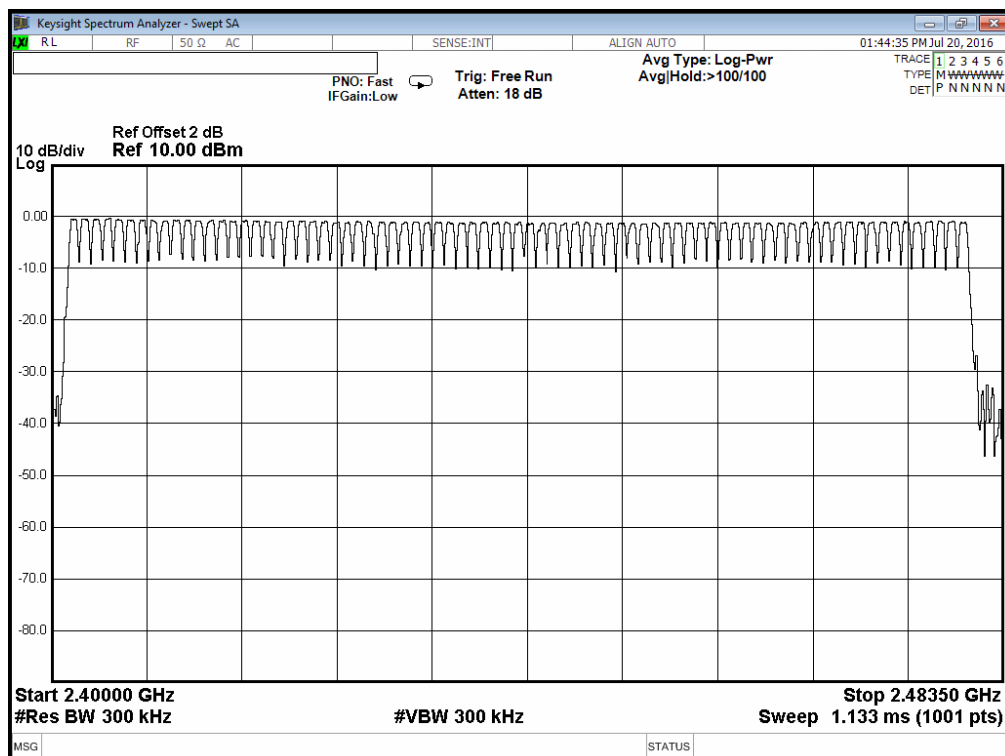 Keysight Spectrum Analyzer - Swept SA
LXI RL RF 50 Ω AC SENSE:INT ALIGN AUTO 01:44:35 PM Jul 20, 2016
PNO: Fast Trig: Free Run Avg Type: Log-Pwr TRACE 1 2 3 4 5 6
IFGain:Low Atten: 18 dB Avg|Hold:>100/100 TYPE M WWWWW
DET P N N N N N
Ref Offset 2 dB
10 dB/div Ref 10.00 dBm
Log
0.00
-10.0
-20.0
-30.0
-40.0
-50.0
-60.0
-70.0
-80.0
Start 2.40000 GHz Stop 2.48350 GHz
#Res BW 300 kHz #VBW 300 kHz Sweep 1.133 ms (1001 pts)
MSG STATUS